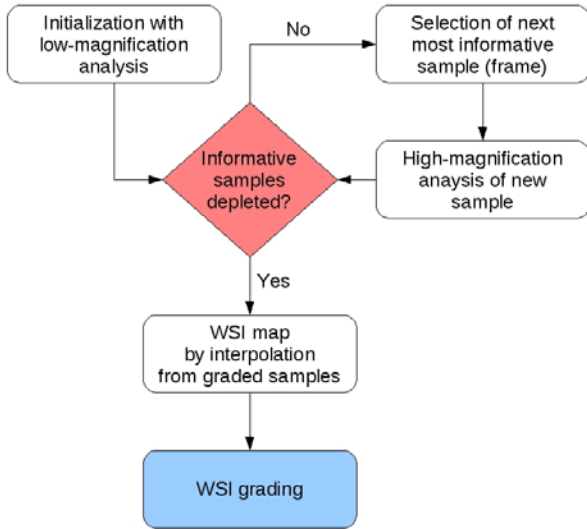 Initialization with
low-magnification
analysis
No
Selection of next
most informative
sample (frame)
Informative
samples
depleted?
High-magnification
anaysis of new
sample
Yes
WSI map
by interpolation
from graded samples
WSI grading